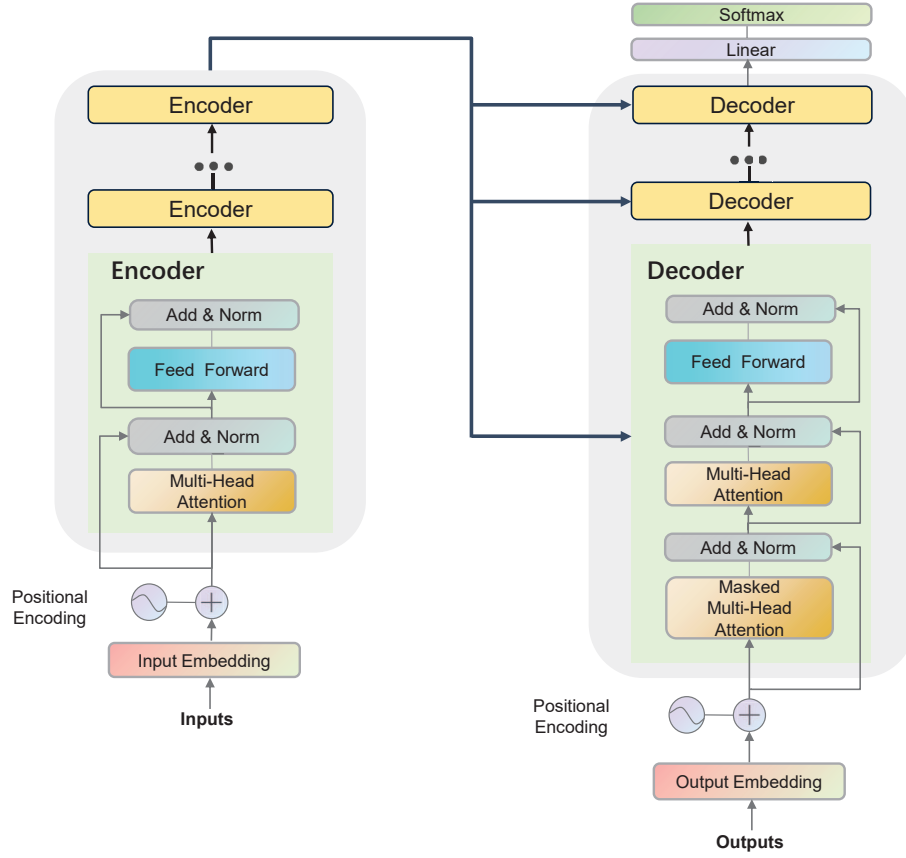 Encoder
Encoder
Encoder
Add & Norm
Feed Forward
Add & Norm
Multi-Head
Attention
Positional
Encoding
Input Embedding
Inputs
Softmax
Linear
Decoder
Decoder
Decoder
Add & Norm
Feed Forward
Add & Norm
Multi-Head
Attention
Add & Norm
Masked
Multi-Head
Attention
Positional
Encoding
Output Embedding
Outputs